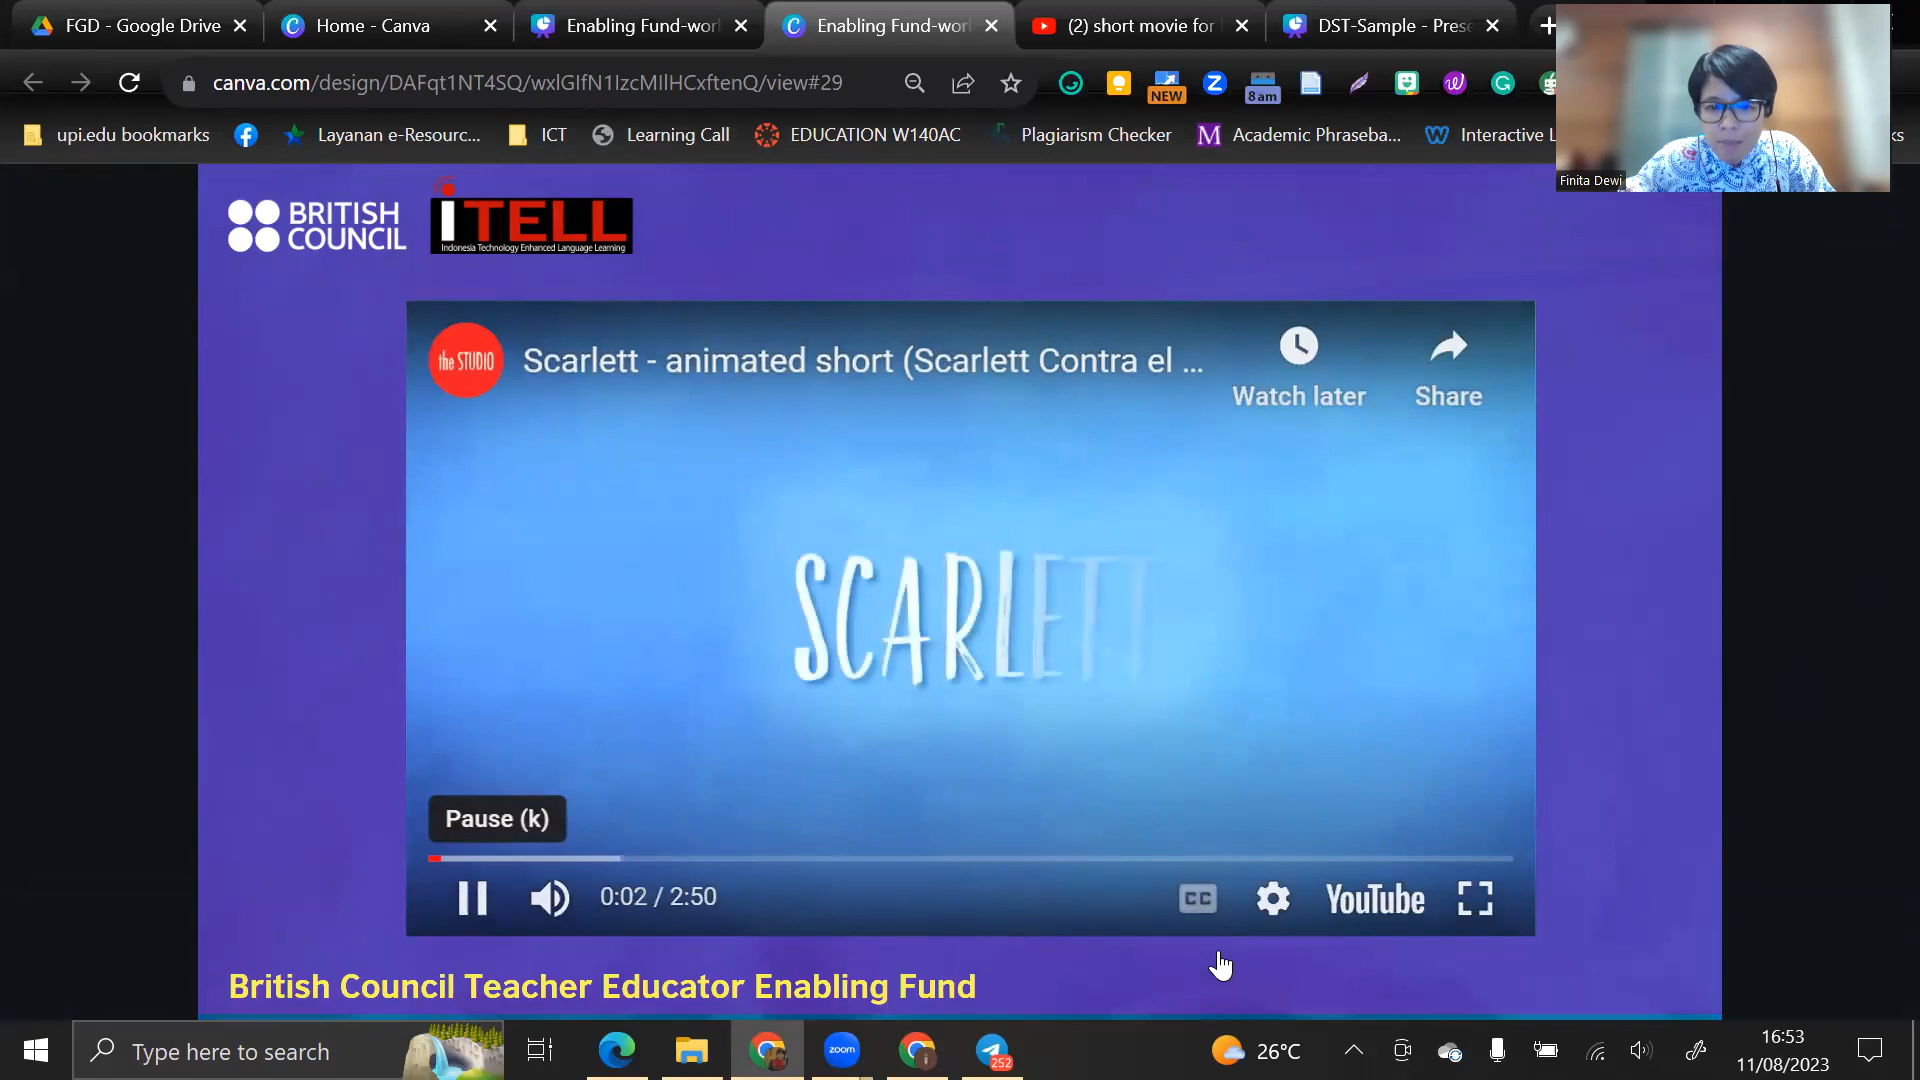 FGD - Google Drive
Home - Canva
Enabling Fund-wor
Enabling Fund-wor
(2) short movie for
DST-Sample - Prese
canva.com/design/DAFqt1NT4SQ/wxlGIfN1IzcMIlHCxftenQ/view#29
NEW
8am
upi.edu bookmarks
Layanan e-Resourc...
ICT
Learning Call
EDUCATION W140AC
Plagiarism Checker
Academic Phraseba...
Interactive L
Finita Dewi
BRITISH
COUNCIL
iTELL
Indonesia Technology Enhanced Language Learning
the STUDIO
Scarlett - animated short (Scarlett Contra el ...
Watch later
Share
SCARLETT
Pause (k)
0:02 / 2:50
CC
YouTube
British Council Teacher Educator Enabling Fund
Type here to search
zoom
252
26°C
16:53
11/08/2023